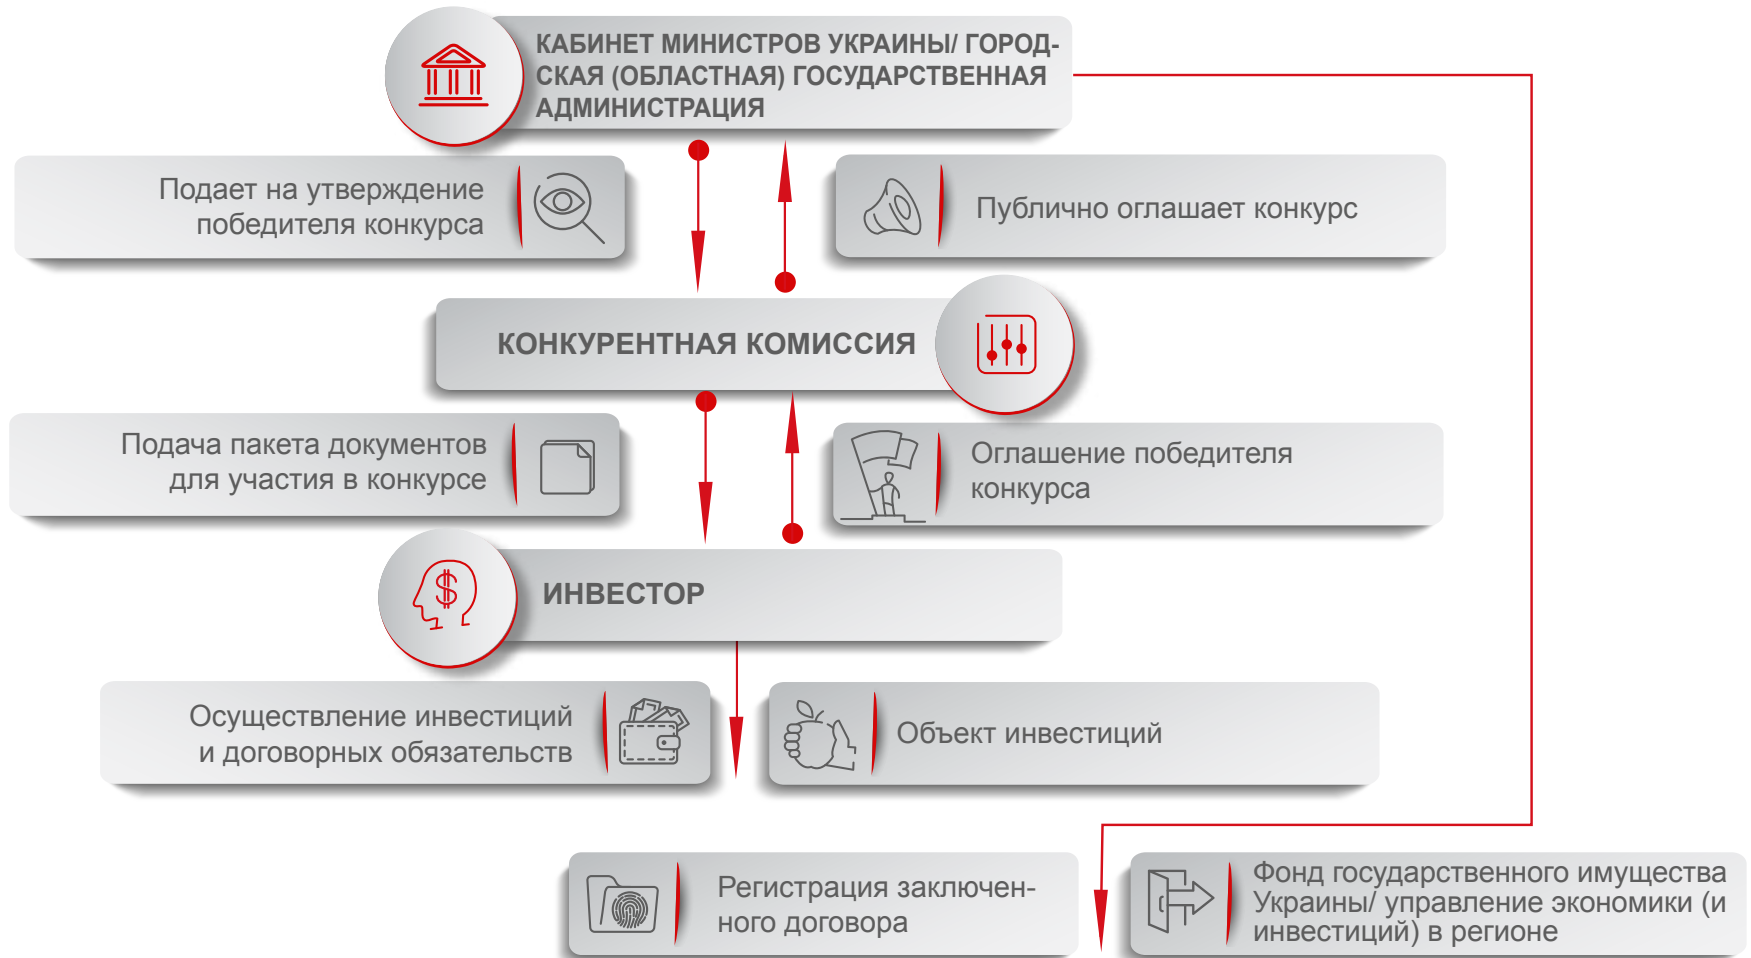 КАБИНЕТ МИНИСТРОВ УКРАИНЫ/ ГОРОД-
СКАЯ (ОБЛАСТНАЯ) ГОСУДАРСТВЕННАЯ
АДМИНИСТРАЦИЯ
Подает на утверждение
победителя конкурса
Публично оглашает конкурс
КОНКУРЕНТНАЯ КОМИССИЯ
Подача пакета документов
для участия в конкурсе
Оглашение победителя
конкурса
ИНВЕСТОР
Осуществление инвестиций
и договорных обязательств
Объект инвестиций
Регистрация заключен-
ного договора
Фонд государственного имущества
Украины/ управление экономики (и
инвестиций) в регионе